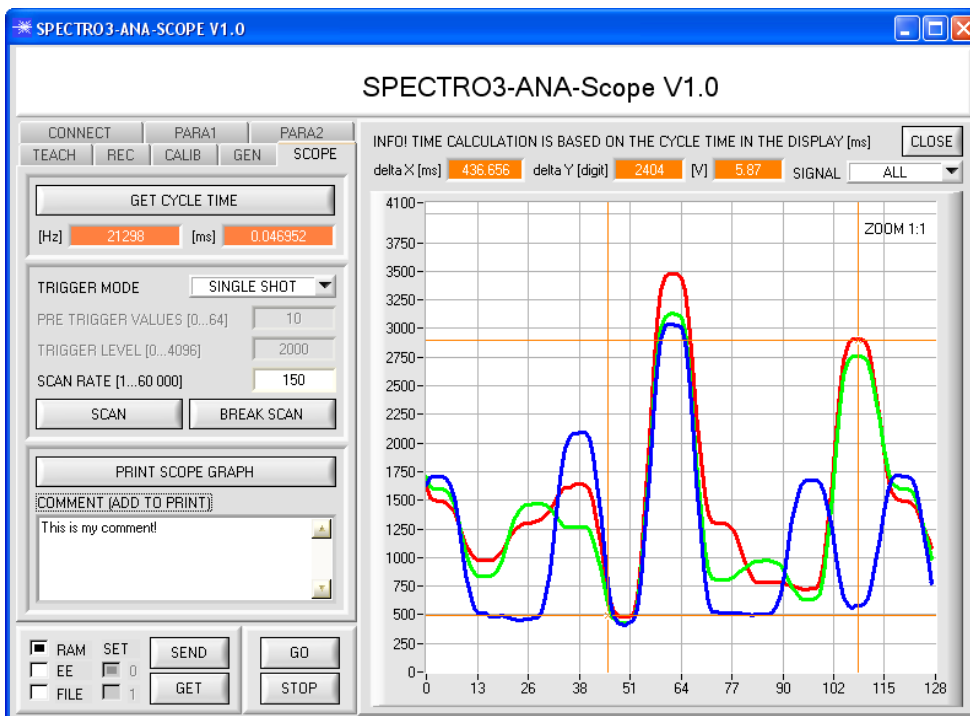 SPECTRO3-ANA-SCOPE V1.0
SPECTRO3-ANA-Scope V1.0
CONNECT PARA1 PARA2
TEACH REC CALIB GEN SCOPE
GET CYCLE TIME
[Hz] 21298 [ms] 0.046952
TRIGGER MODE SINGLE SHOT
PRE TRIGGER VALUES [0...64] 10
TRIGGER LEVEL [0...4096] 2000
SCAN RATE [1...60 000] 150
SCAN BREAK SCAN
PRINT SCOPE GRAPH
COMMENT (ADD TO PRINT)
This is my comment!
RAM SET SEND GO
EE 0
FILE 1 GET STOP
INFO! TIME CALCULATION IS BASED ON THE CYCLE TIME IN THE DISPLAY [ms] CLOSE
delta X [ms] 436.656 delta Y [digit] 2404 [V] 5.87 SIGNAL ALL
ZOOM 1:1
4100
3750
3500
3250
3000
2750
2500
2250
2000
1750
1500
1250
1000
750
500
250
0
0 13 26 38 51 64 77 90 102 115 128